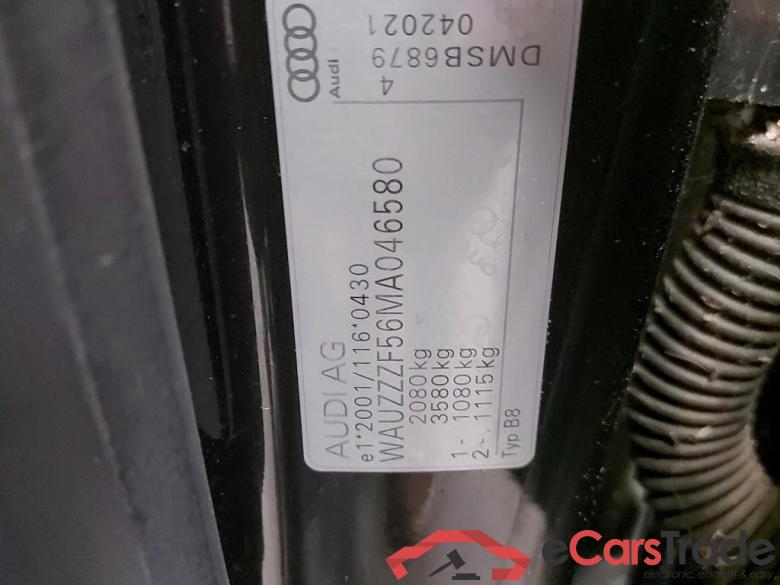 AUDI AG
e1*2001/116*0430
WAUZZZF56MA046580
2080kg
3580kg
1- 1080kg
2-. 1115kg
Typ B8
Audi
4
DMSB6879
042021
eCarsTrade
electronic, efficient & easy